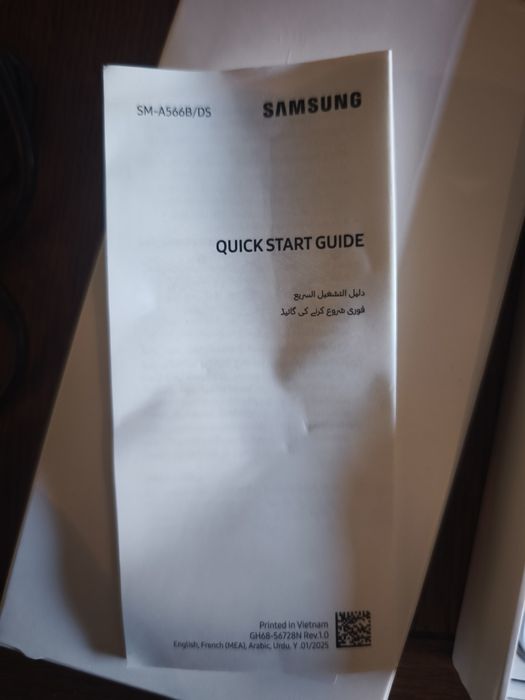 SM-A566B/DS
SAMSUNG
QUICK START GUIDE
دليل التشغيل السريع
فوری شروع کرنے کی گائیڈ
Printed in Vietnam
GH68-56728N Rev.1.0
English, French (MEA), Arabic, Urdu. Y .01/2025